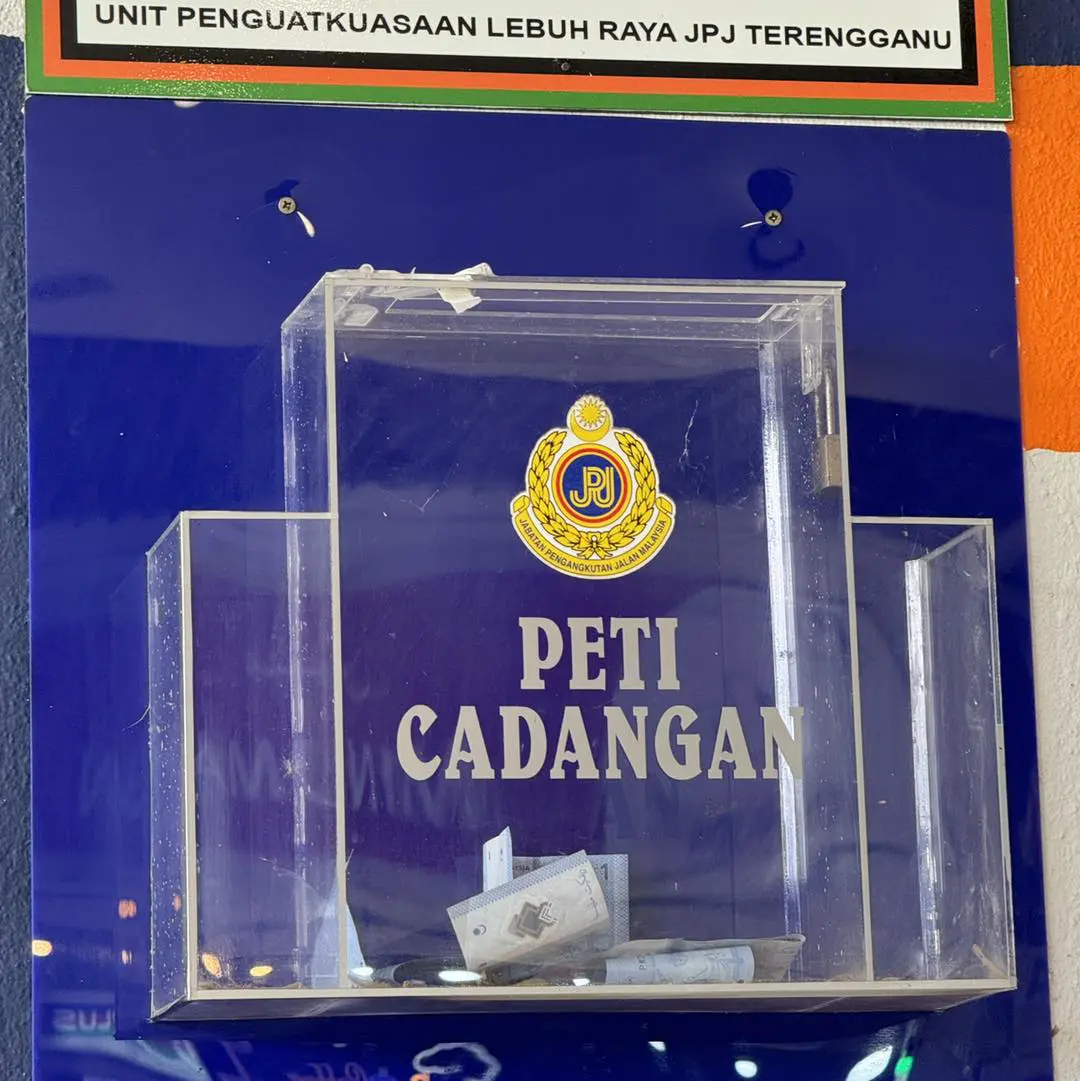 UNIT PENGUATKUASAAN LEBUH RAYA JPJ TERENGGANU
JPJ
JABATAN PENGANGKUTAN JALAN MALAYSIA
PETI
CADANGAN